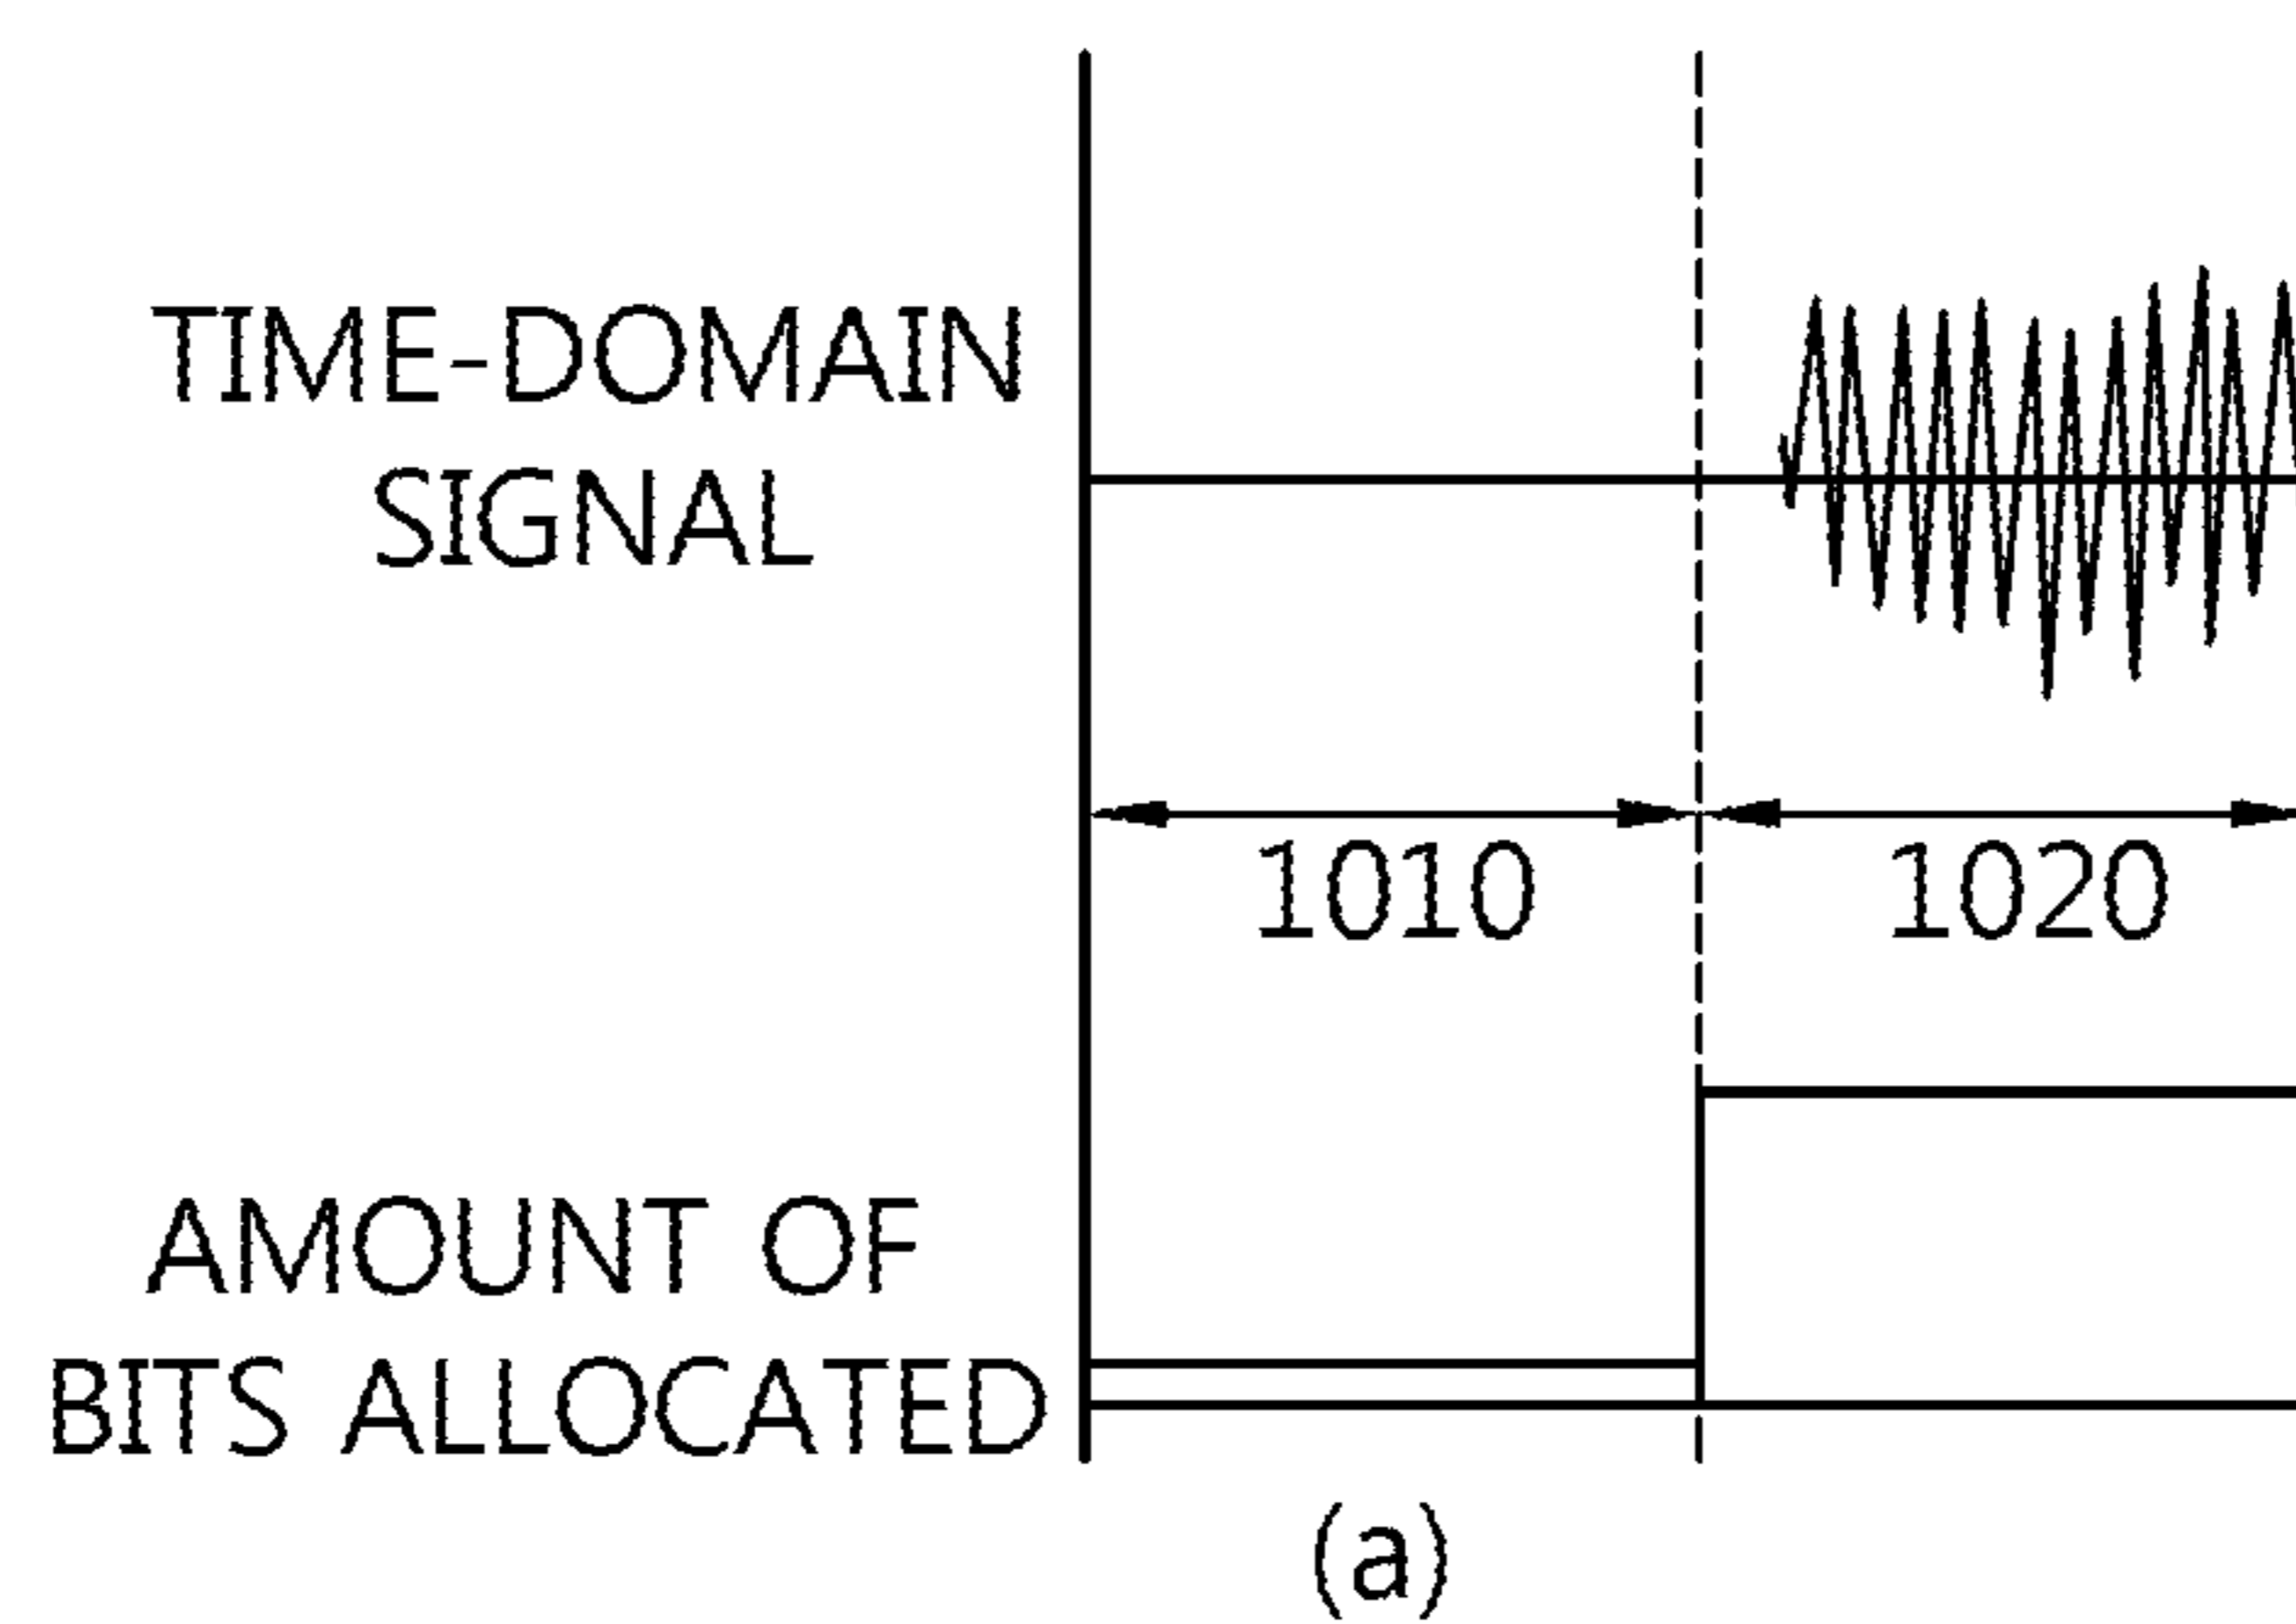 TIME-DOMAIN
SIGNAL
1010
1020
AMOUNT OF
BITS ALLOCATED
(a)